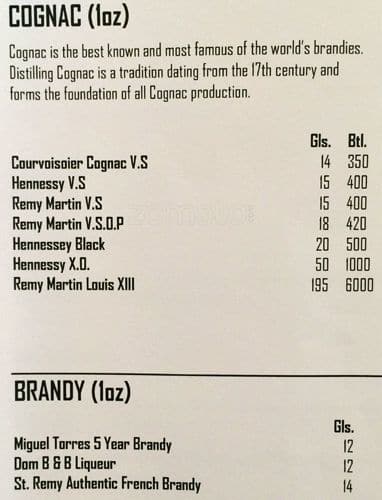 COGNAC (1oz)
Cognac is the best known and most famous of the world's brandies.
Distilling Cognac is a tradition dating from the 17th century and
forms the foundation of all Cognac production.
Gls. Btl.
Courvoisoier Cognac V.S 14 350
Hennessy V.S 15 400
Remy Martin V.S 15 400
Remy Martin V.S.O.P 18 420
Hennessey Black 20 500
Hennessy X.O. 50 1000
Remy Martin Louis XIII 195 6000
BRANDY (1oz)
Gls.
Miguel Torres 5 Year Brandy 12
Dom B & B Liqueur 12
St. Remy Authentic French Brandy 14